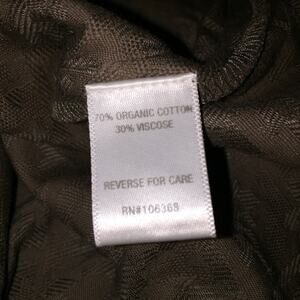 70% ORGANIC COTTON
30% VISCOSE
REVERSE FOR CARE
RN#106368